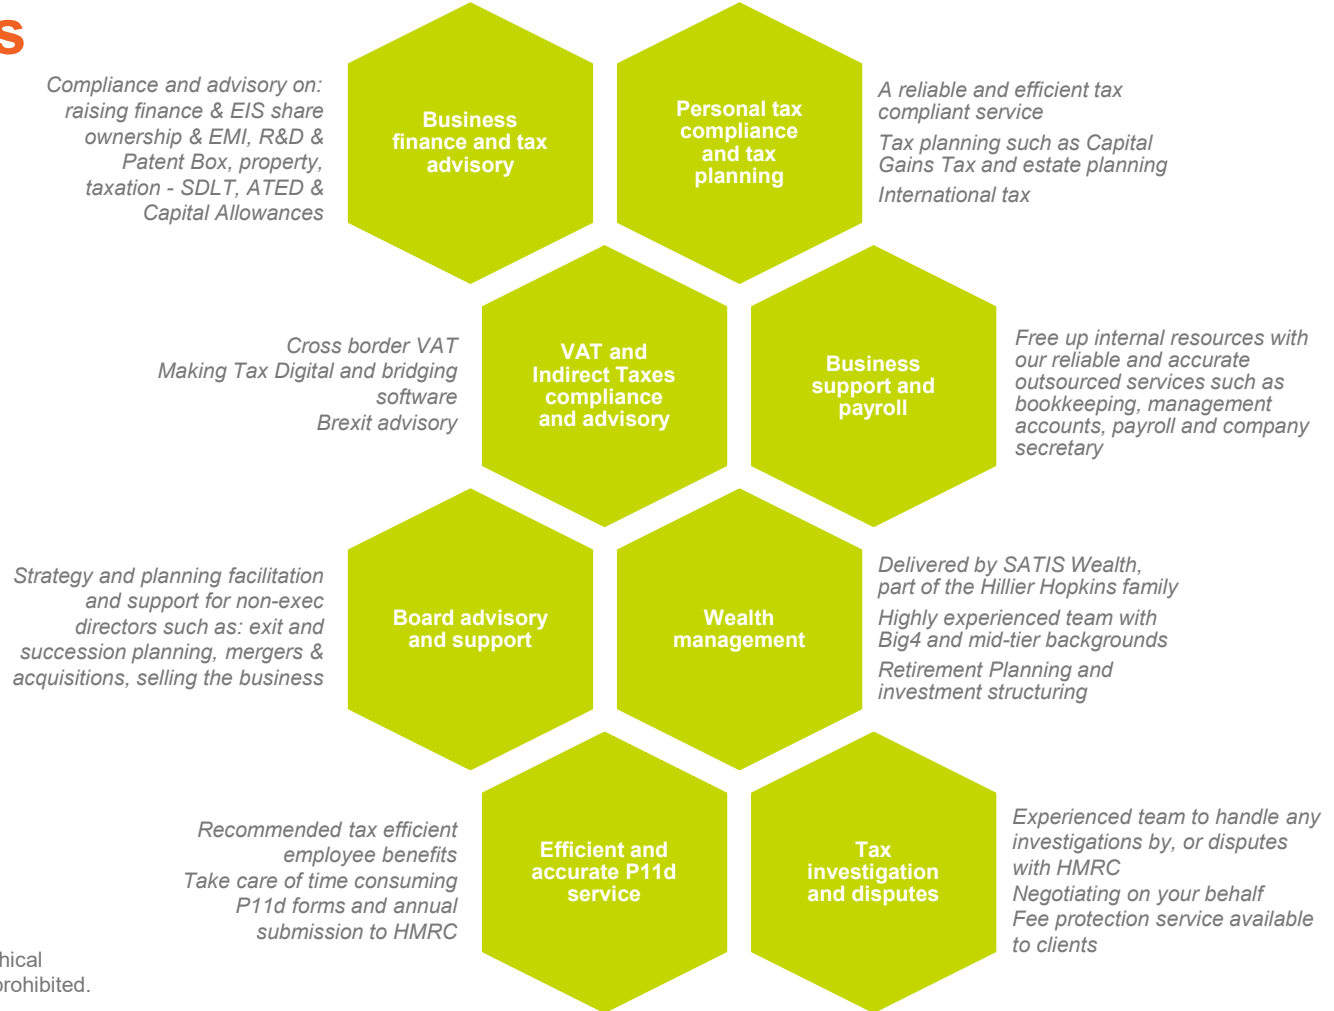 s
Compliance and advisory on:
raising finance & EIS share
ownership & EMI, R&D &
Patent Box, property,
taxation - SDLT, ATED &
Capital Allowances
Business
finance and tax
advisory
Personal tax
compliance
and tax
planning
A reliable and efficient tax
compliant service
Tax planning such as Capital
Gains Tax and estate planning
International tax
Cross border VAT
Making Tax Digital and bridging
software
Brexit advisory
VAT and
Indirect Taxes
compliance
and advisory
Business
support and
payroll
Free up internal resources with
our reliable and accurate
outsourced services such as
bookkeeping, management
accounts, payroll and company
secretary
Strategy and planning facilitation
and support for non-exec
directors such as: exit and
succession planning, mergers &
acquisitions, selling the business
Board advisory
and support
Wealth
management
Delivered by SATIS Wealth,
part of the Hillier Hopkins family
Highly experienced team with
Big4 and mid-tier backgrounds
Retirement Planning and
investment structuring
Recommended tax efficient
employee benefits
Take care of time consuming
P11d forms and annual
submission to HMRC
Efficient and
accurate P11d
service
Tax
investigation
and disputes
Experienced team to handle any
investigations by, or disputes
with HMRC
Negotiating on your behalf
Fee protection service available
to clients
hical
prohibited.